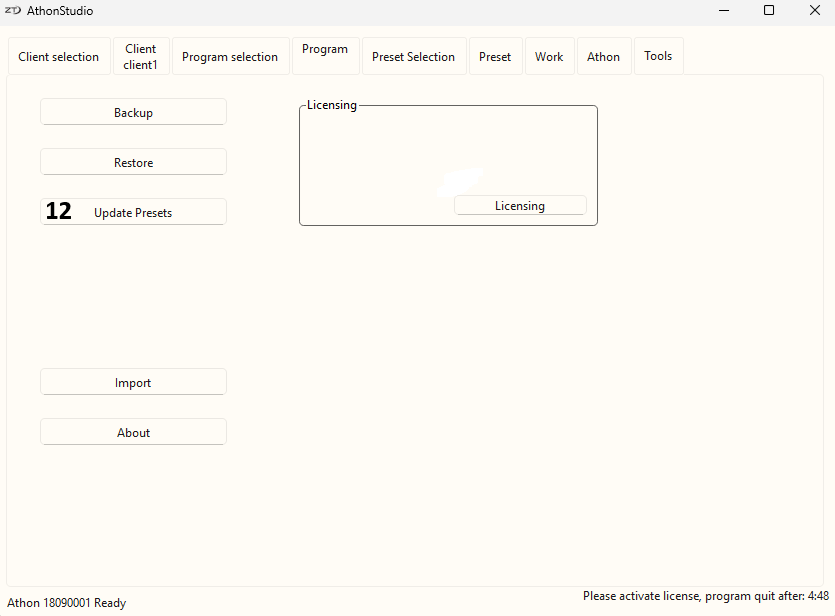 ZTD AthonStudio
Client selection
Client
client1
Program selection
Program
Preset Selection
Preset
Work
Athon
Tools
Backup
Licensing
Restore
12 Update Presets
Licensing
Import
About
Athon 18090001 Ready
Please activate license, program quit after: 4:48